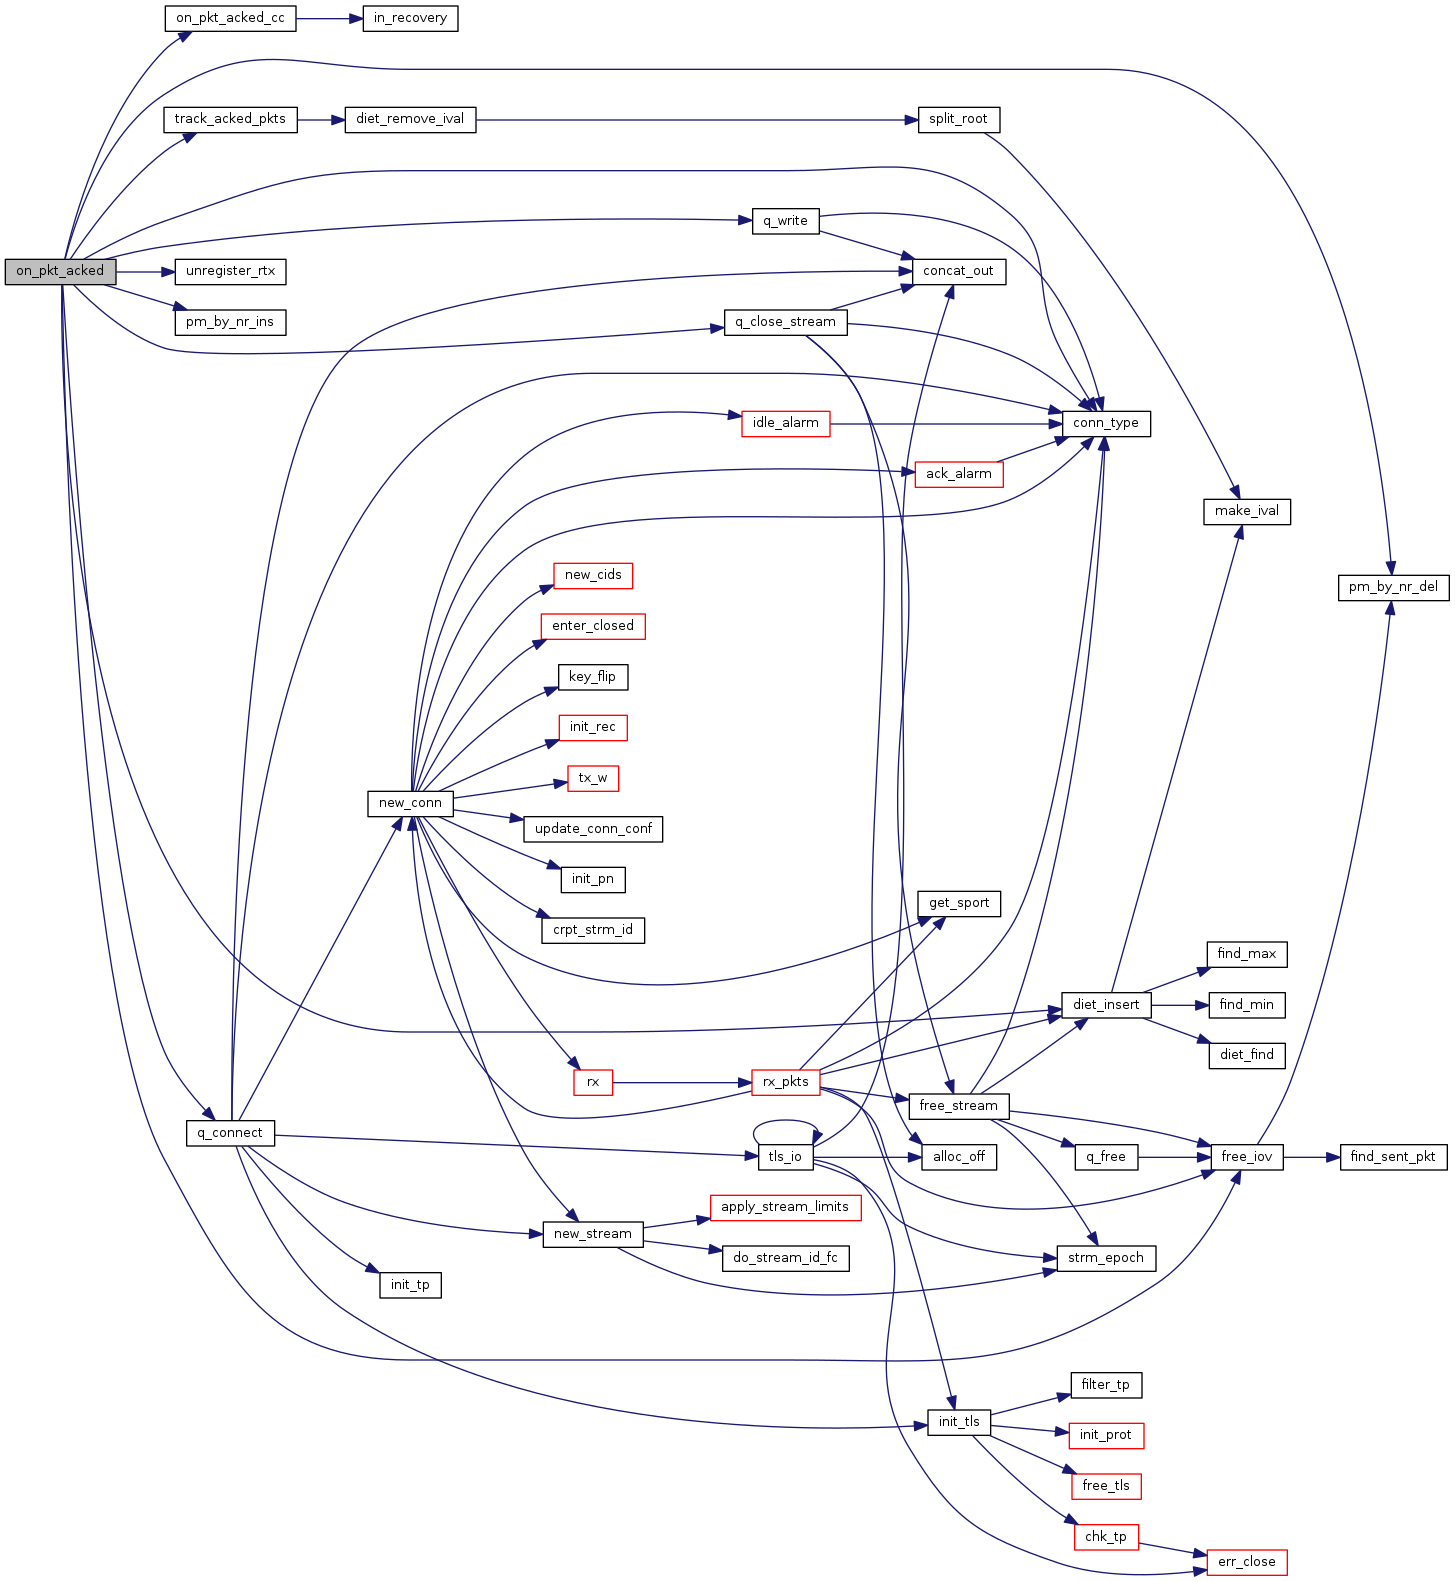 on_pkt_acked_cc
in_recovery
track_acked_pkts
diet_remove_ival
split_root
q_write
on_pkt_acked
unregister_rtx
concat_out
pm_by_nr_ins
q_close_stream
idle_alarm
conn_type
ack_alarm
make_ival
new_cids
pm_by_nr_del
enter_closed
key_flip
init_rec
tx_w
new_conn
update_conn_conf
init_pn
get_sport
crpt_strm_id
find_max
diet_insert
find_min
diet_find
rx
rx_pkts
free_stream
q_connect
tls_io
alloc_off
q_free
free_iov
find_sent_pkt
apply_stream_limits
new_stream
do_stream_id_fc
strm_epoch
init_tp
filter_tp
init_tls
init_prot
free_tls
chk_tp
err_close